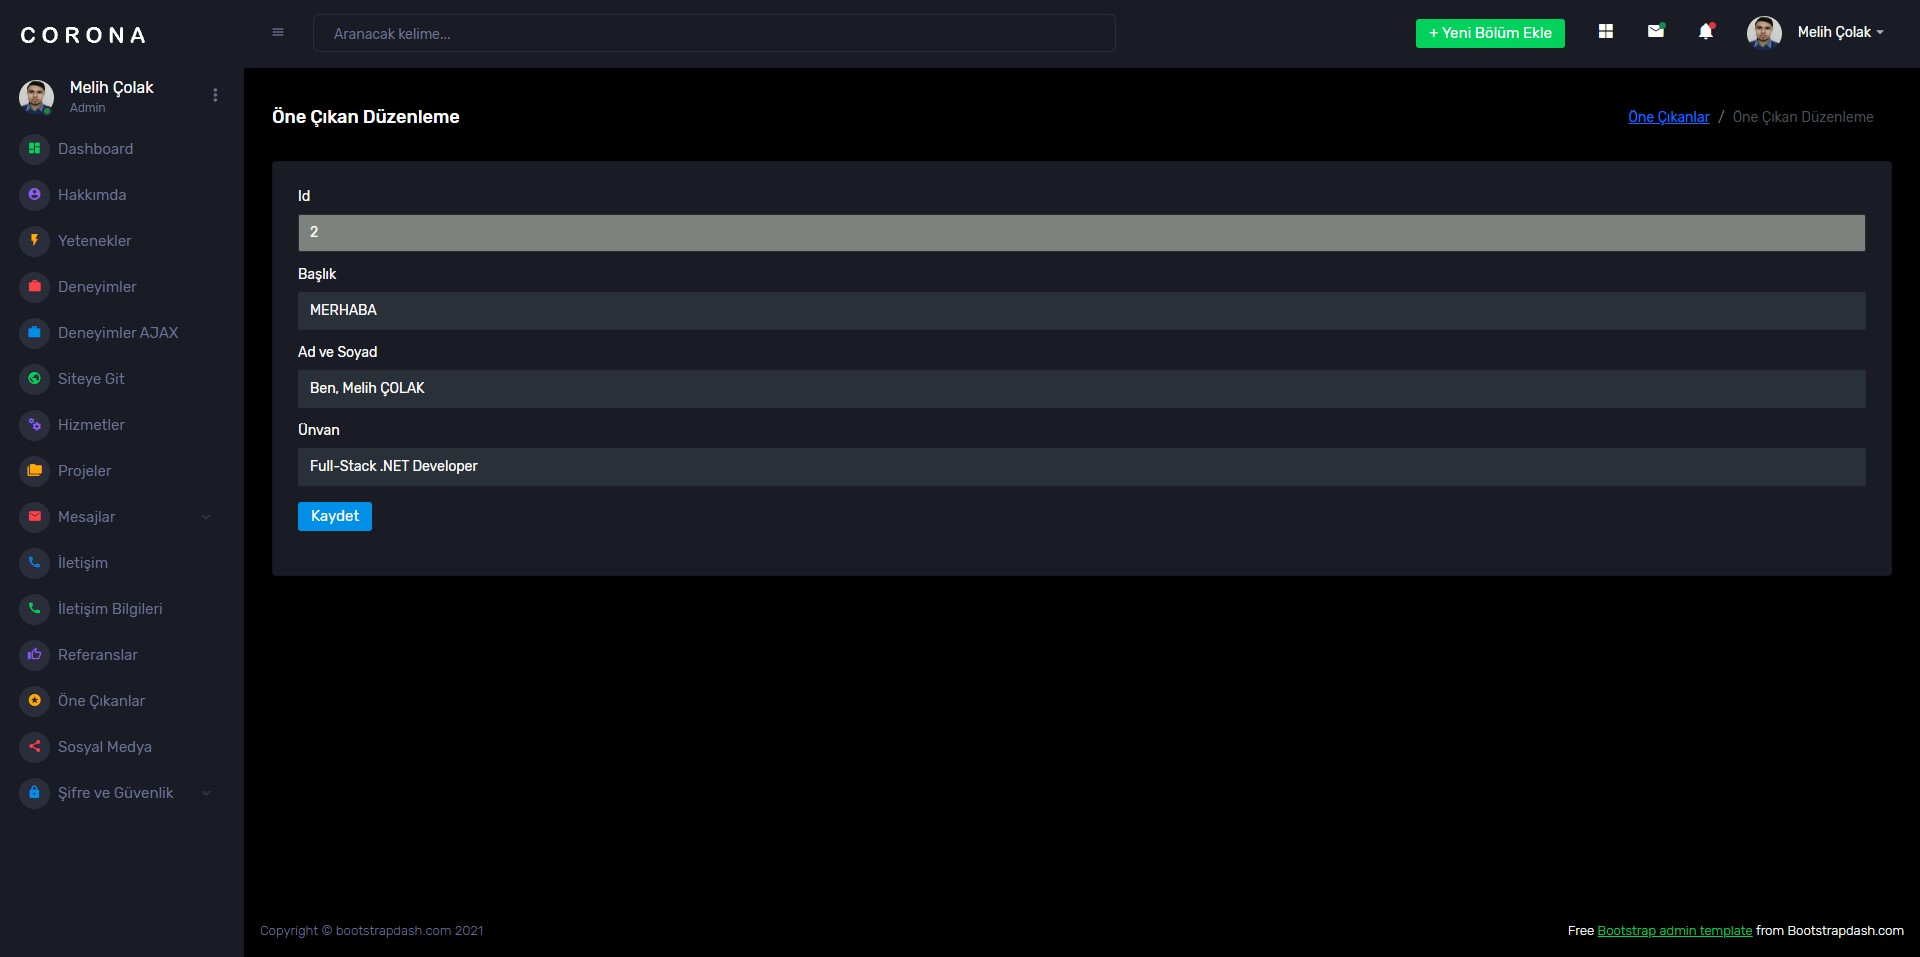 CORONA
Aranacak kelime...
+ Yeni Bölüm Ekle
Melih Çolak
Melih Çolak
Admin
Dashboard
Hakkımda
Yetenekler
Deneyimler
Deneyimler AJAX
Siteye Git
Hizmetler
Projeler
Mesajlar
İletişim
İletişim Bilgileri
Referanslar
Öne Çıkanlar
Sosyal Medya
Şifre ve Güvenlik
Öne Çıkan Düzenleme
Öne Çıkanlar / Öne Çıkan Düzenleme
Id
2
Başlık
MERHABA
Ad ve Soyad
Ben, Melih ÇOLAK
Ünvan
Full-Stack .NET Developer
Kaydet
Copyright © bootstrapdash.com 2021
Free Bootstrap admin template from Bootstrapdash.com